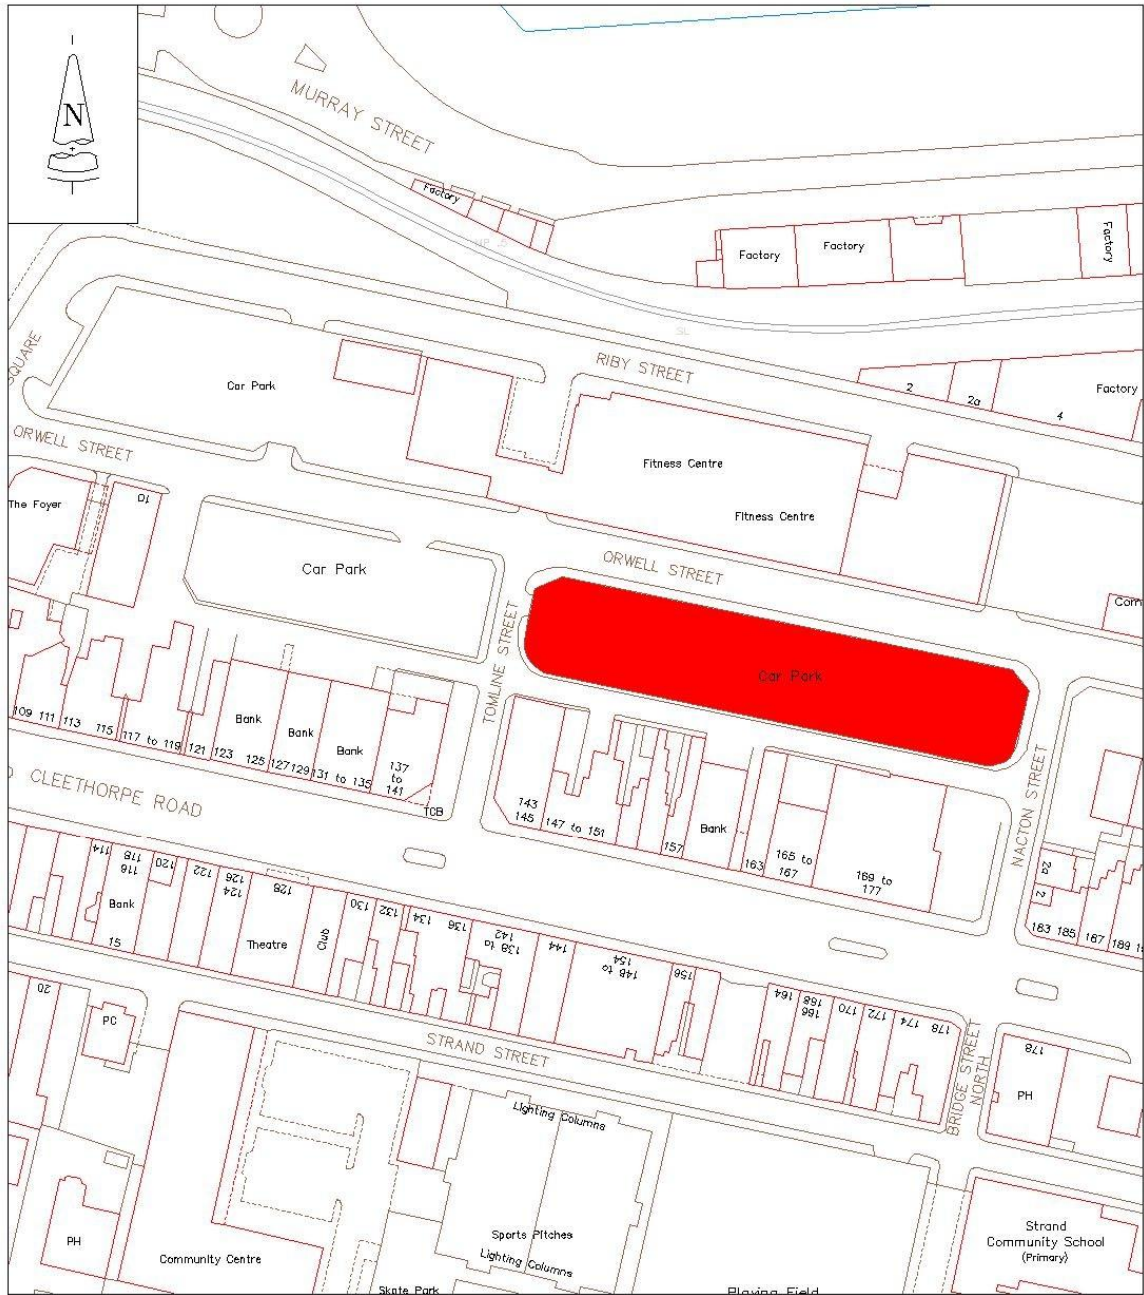 N
MURRAY STREET
Factory
MP .5
Factory
Factory
Factory
SL
SQUARE
Car Park
RIBY STREET
2
2a
4
Factory
ORWELL STREET
Fitness Centre
Fitness Centre
The Foyer
10
Car Park
ORWELL STREET
TOMLINE STREET
Car Park
109 111
113
115
117 to 119
121
123
Bank
125
127
Bank
129
131 to 135
Bank
137
to
141
TCB
143
145
147 to 151
157
Bank
163
165 to
167
169 to
177
NACTON STREET
2a
2
183 185
187
189
CLEETHORPE ROAD
114
118
116
Bank
15
120
122
126
124
128
Theatre
Club
130
132
134
136
142
138 to
144
154
148 to
158
164
168
166
170
172
174
178
BRIDGE STREET
NORTH
178
PH
20
PC
STRAND STREET
Lighting Columns
Sports Pitches
Lighting Columns
PH
Community Centre
Skate Park
Playing Field
Strand
Community School
(Primary)